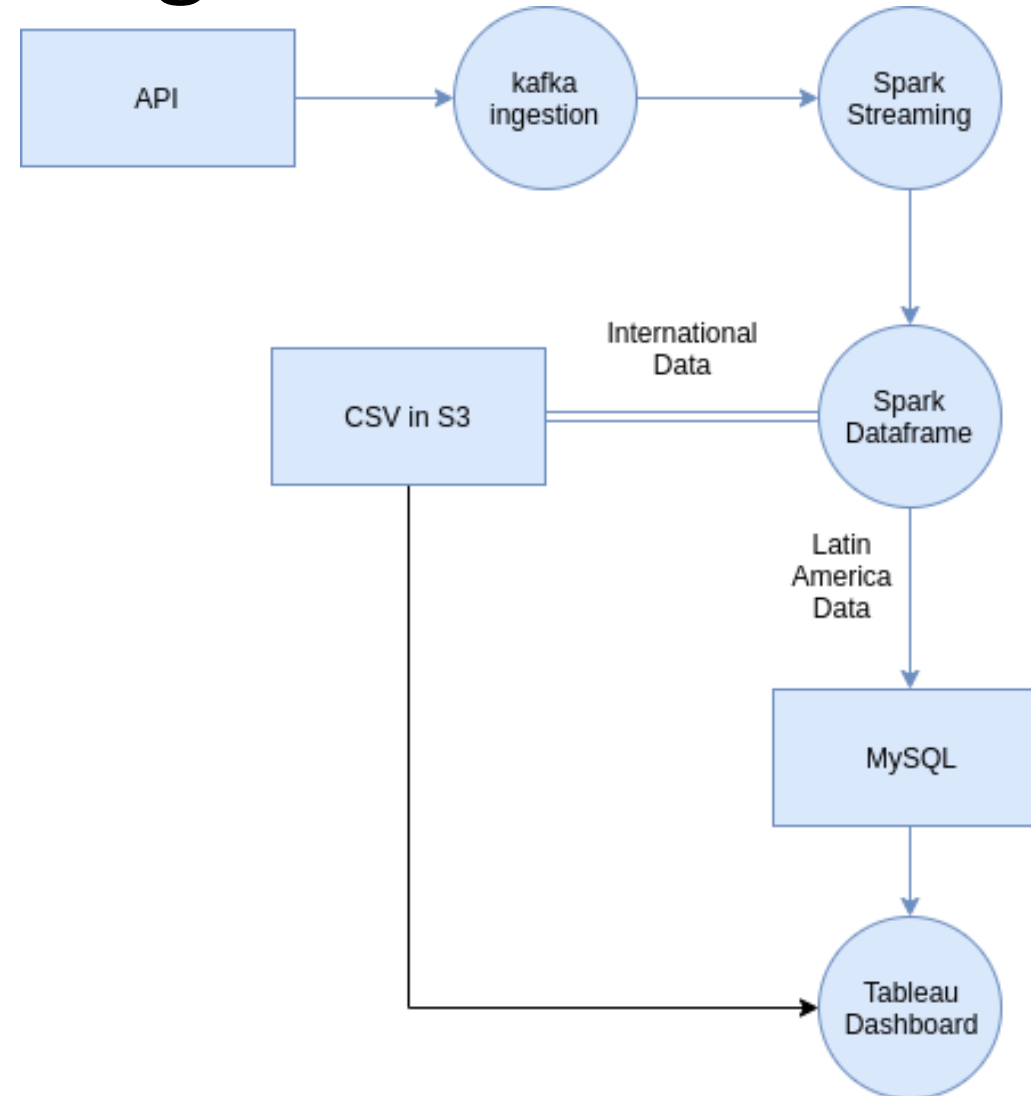 API
kafka
ingestion
Spark
Streaming
International
Data
CSV in S3
Spark
Dataframe
Latin
America
Data
MySQL
Tableau
Dashboard